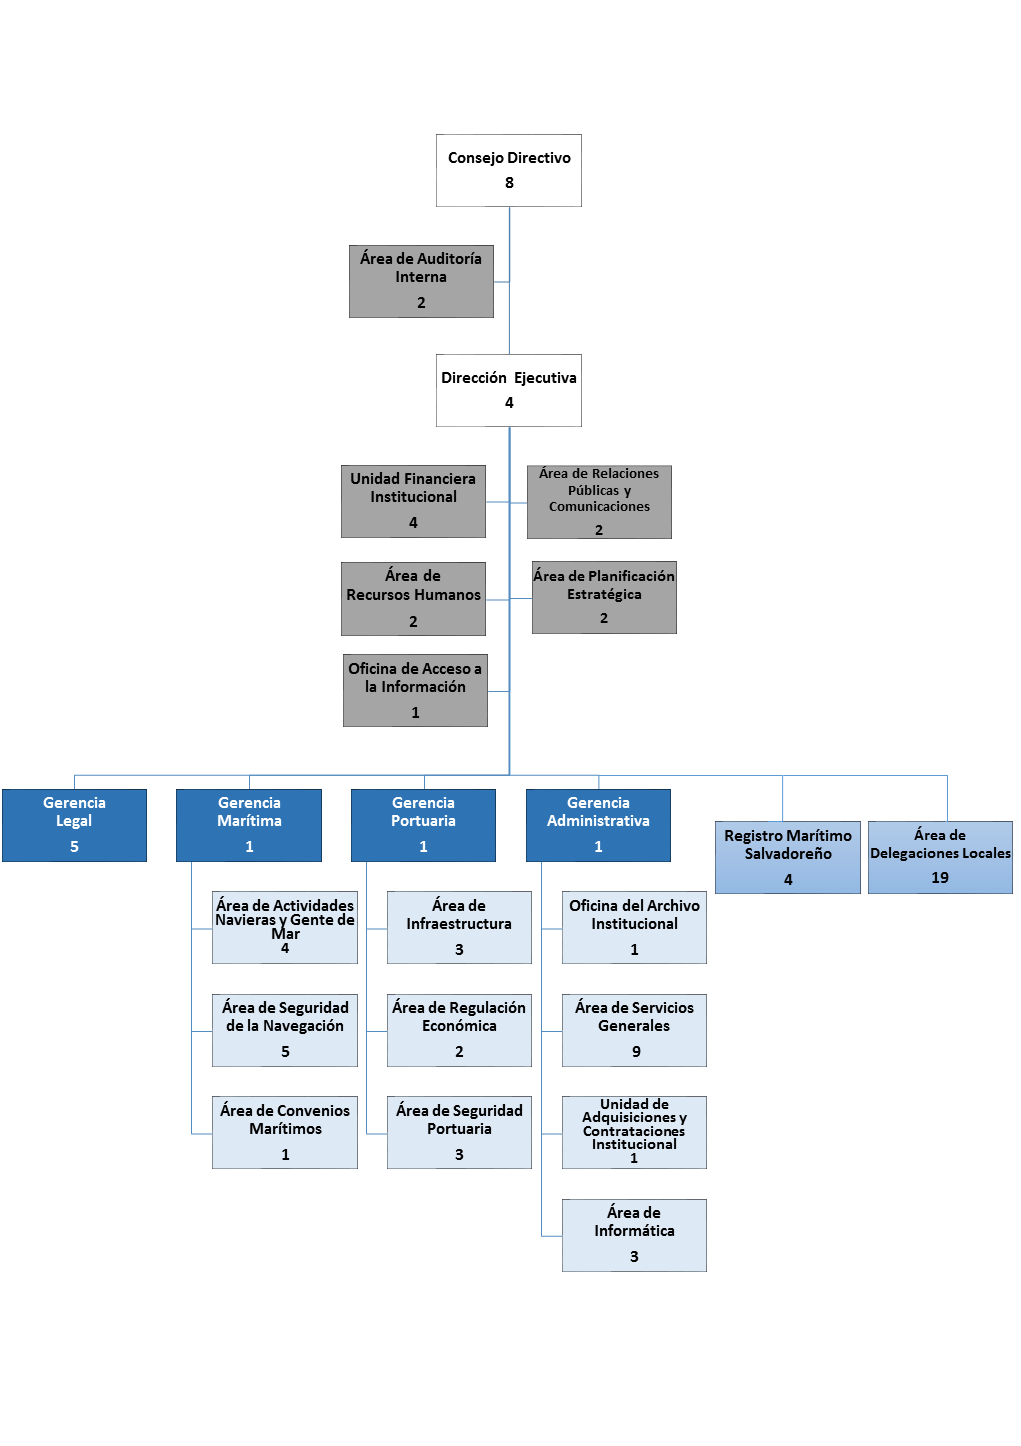 Consejo Directivo
8
Área de Auditoría
Interna
2
Dirección Ejecutiva
4
Unidad Financiera
Institucional
4
Área de Relaciones
Públicas y
Comunicaciones
2
Área de
Recursos Humanos
2
Área de Planificación
Estratégica
2
Oficina de Acceso a
la Información
1
Gerencia
Legal
5
Gerencia
Marítima
1
Gerencia
Portuaria
1
Gerencia
Administrativa
1
Registro Marítimo
Salvadoreño
4
Área de
Delegaciones Locales
19
Área de Actividades
Navieras y Gente de
Mar
4
Área de Seguridad
de la Navegación
5
Área de Convenios
Marítimos
1
Área de
Infraestructura
3
Área de Regulación
Económica
2
Área de Seguridad
Portuaria
3
Oficina del Archivo
Institucional
1
Área de Servicios
Generales
9
Unidad de
Adquisiciones y
Contrataciones
Institucional
1
Área de
Informática
3